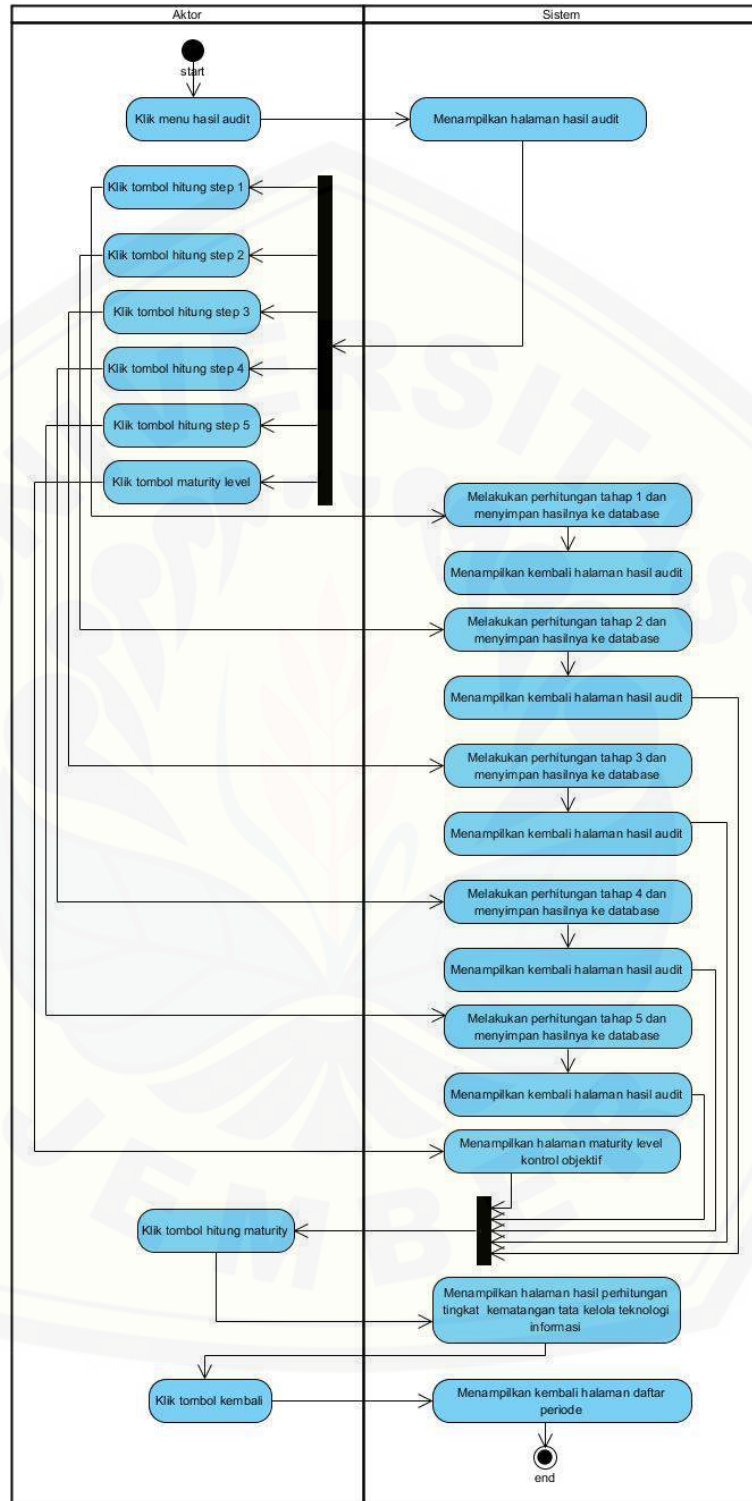 Aktor
Sistem
start
Klik menu hasil audit
Menampilkan halaman hasil audit
Klik tombol hitung step 1
Klik tombol hitung step 2
Klik tombol hitung step 3
Klik tombol hitung step 4
Klik tombol hitung step 5
Klik tombol maturity level
Melakukan perhitungan tahap 1 dan
menyimpan hasilnya ke database
Menampilkan kembali halaman hasil audit
Melakukan perhitungan tahap 2 dan
menyimpan hasilnya ke database
Menampilkan kembali halaman hasil audit
Melakukan perhitungan tahap 3 dan
menyimpan hasilnya ke database
Menampilkan kembali halaman hasil audit
Melakukan perhitungan tahap 4 dan
menyimpan hasilnya ke database
Menampilkan kembali halaman hasil audit
Melakukan perhitungan tahap 5 dan
menyimpan hasilnya ke database
Menampilkan kembali halaman hasil audit
Menampilkan halaman maturity level
kontrol objektif
Klik tombol hitung maturity
Menampilkan halaman hasil perhitungan
tingkat kematangan tata kelola teknologi
informasi
Klik tombol kembali
Menampilkan kembali halaman daftar
periode
end
UNIVERSITAS
JEMBER